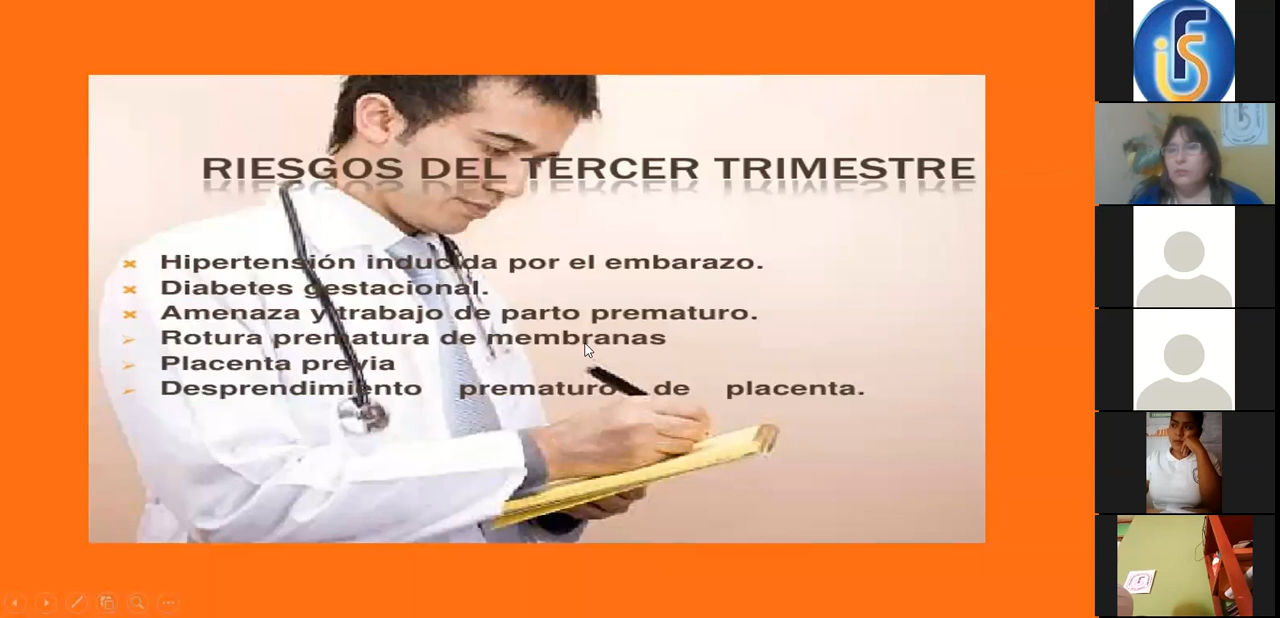 RIESGOS DEL TERCER TRIMESTRE
Hipertensión inducida por el embarazo.
Diabetes gestacional.
Amenaza y trabajo de parto prematuro.
Rotura prematura de membranas
Placenta previa
Desprendimiento prematuro de placenta.